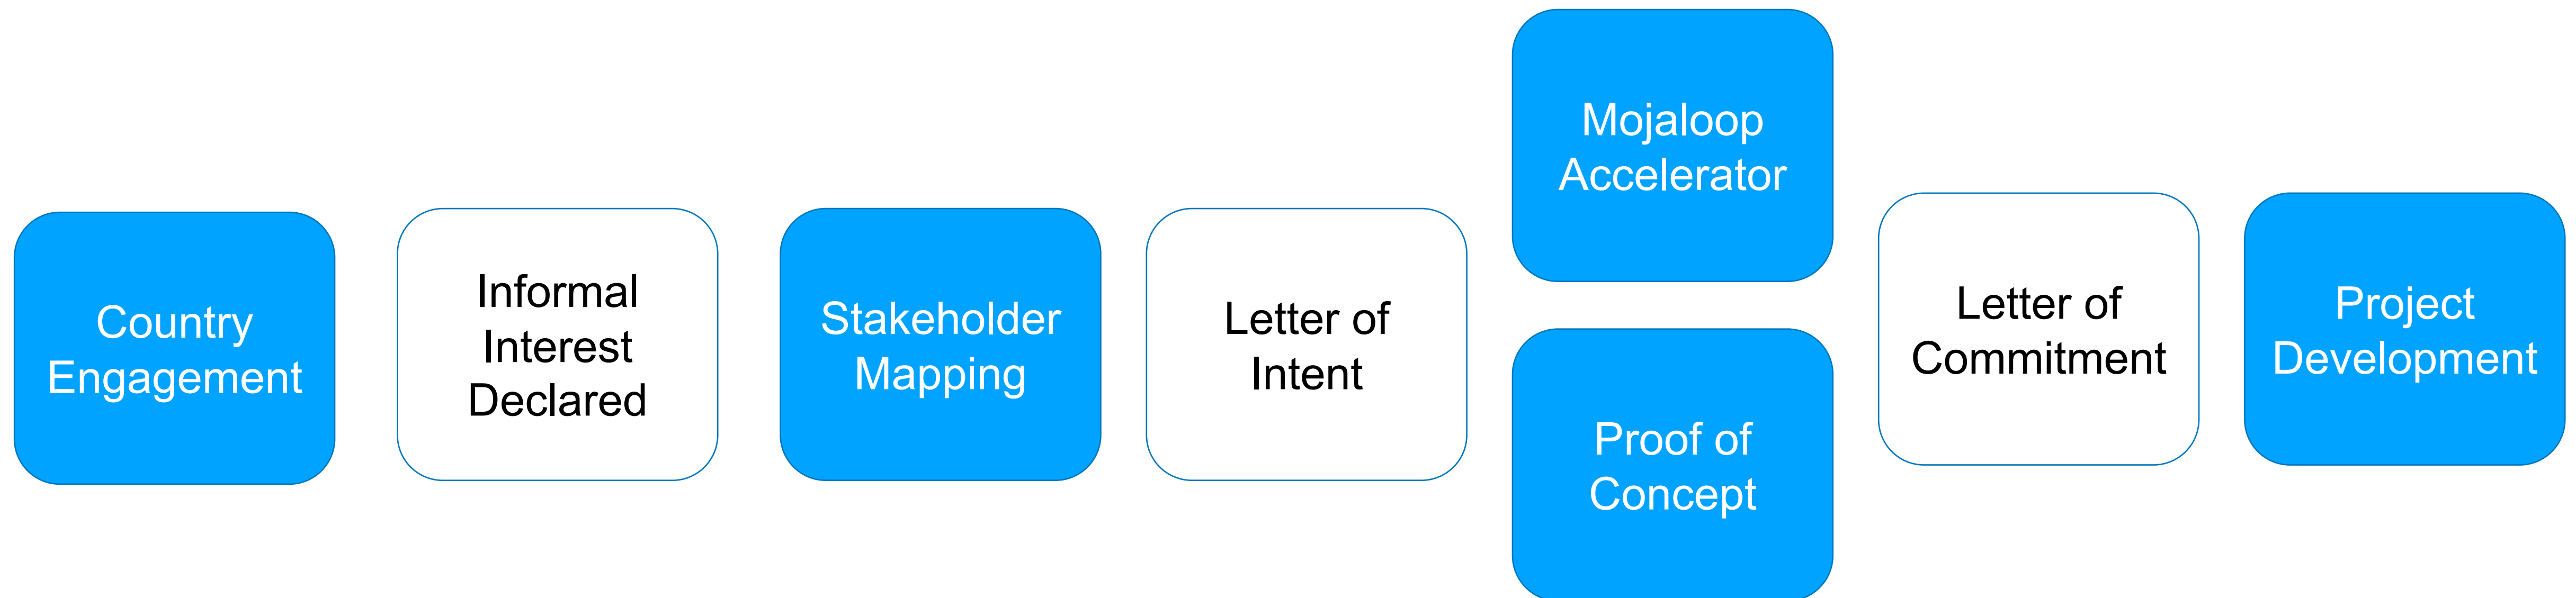 Country
Engagement
Informal
Interest
Declared
Stakeholder
Mapping
Letter of
Intent
Mojaloop
Accelerator
Proof of
Concept
Letter of
Commitment
Project
Development